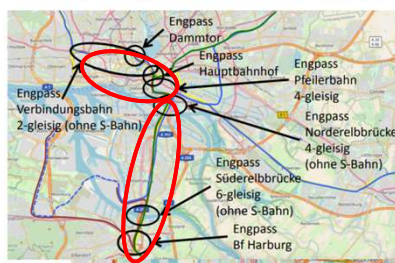 Engpass
Dammtor
Engpass
Hauptbahnhof
Engpass
Pfeilerbahn
4-gleisig
Engpass
Verbindungsbahn
2-gleisig (ohne S-Bahn)
Engpass
Norderelbbrücke
4-gleisig
(ohne S-Bahn)
Engpass
Süderelbbrücke
6-gleisig
(ohne S-Bahn)
Engpass
Bf Harburg